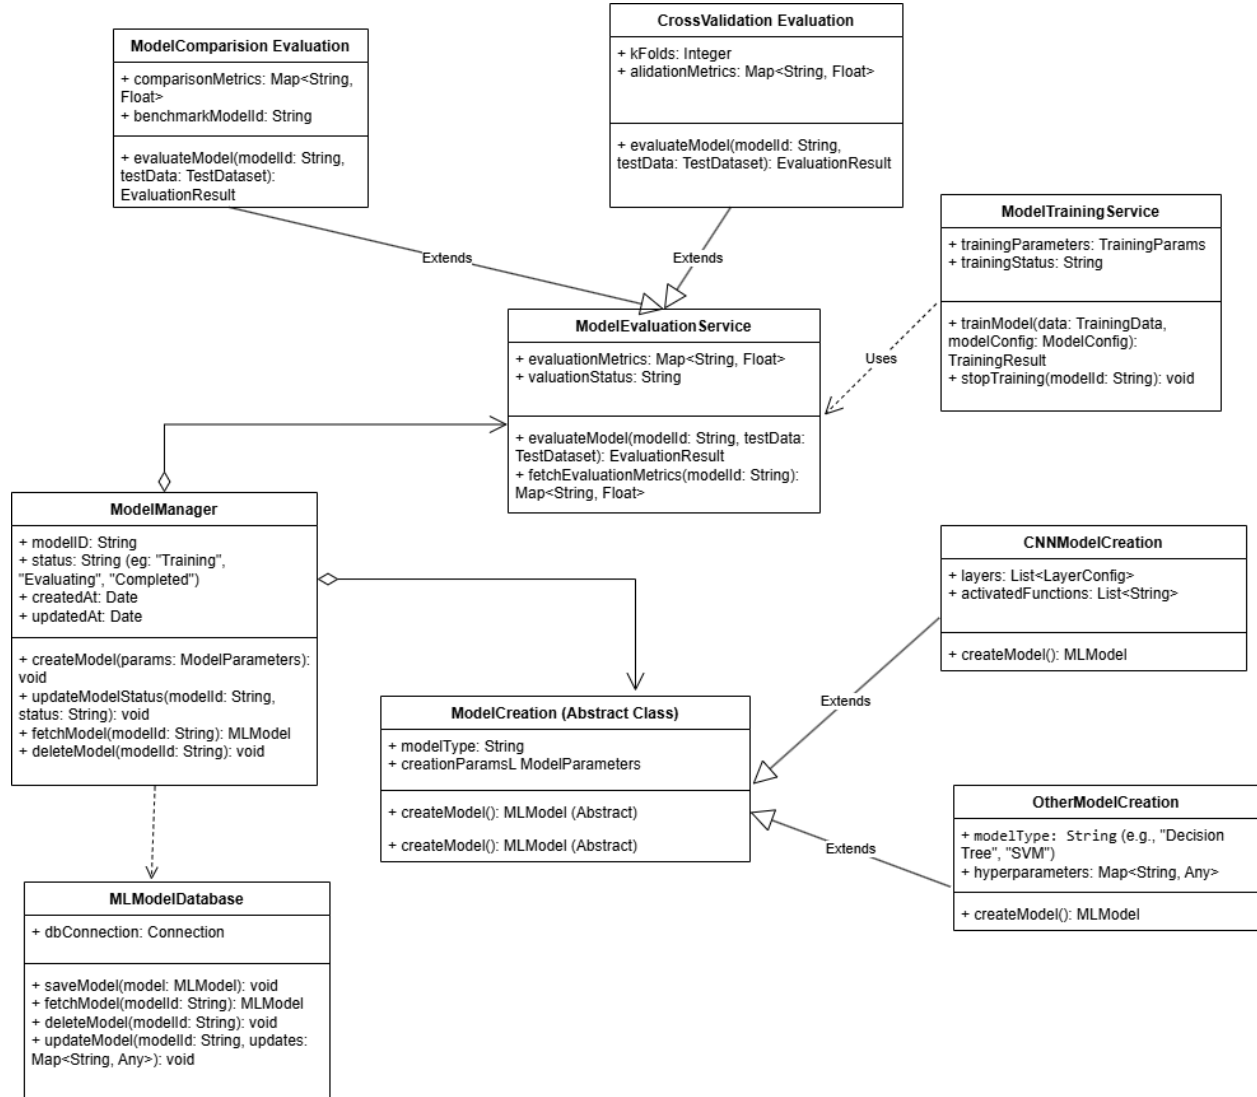 ModelComparision Evaluation
+ comparisonMetrics: Map<String,
Float>
+ benchmarkModelId: String
+ evaluateModel(modelId: String,
testData: TestDataset):
EvaluationResult
CrossValidation Evaluation
+ kFolds: Integer
+ alidationMetrics: Map<String, Float>
+ evaluateModel(modelId: String,
testData: TestDataset): EvaluationResult
ModelTrainingService
+ trainingParameters: TrainingParams
+ trainingStatus: String
+ trainModel(data: TrainingData,
modelConfig: ModelConfig):
TrainingResult
+ stopTraining(modelId: String): void
Extends
Extends
Uses
ModelEvaluationService
+ evaluationMetrics: Map<String, Float>
+ valuationStatus: String
+ evaluateModel(modelId: String, testData:
TestDataset): EvaluationResult
+ fetchEvaluationMetrics(modelId: String):
Map<String, Float>
ModelManager
+ modelID: String
+ status: String (eg: "Training",
"Evaluating", "Completed")
+ createdAt: Date
+ updatedAt: Date
+ createModel(params: ModelParameters):
void
+ updateModelStatus(modelId: String,
status: String): void
+ fetchModel(modelId: String): MLModel
+ deleteModel(modelId: String): void
CNNModelCreation
+ layers: List<LayerConfig>
+ activatedFunctions: List<String>
+ createModel(): MLModel
Extends
ModelCreation (Abstract Class)
+ modelType: String
+ creationParamsL ModelParameters
+ createModel(): MLModel (Abstract)
+ createModel(): MLModel (Abstract)
Extends
OtherModelCreation
+ modelType: String (e.g., "Decision
Tree", "SVM")
+ hyperparameters: Map<String, Any>
+ createModel(): MLModel
MLModelDatabase
+ dbConnection: Connection
+ saveModel(model: MLModel): void
+ fetchModel(modelId: String): MLModel
+ deleteModel(modelId: String): void
+ updateModel(modelId: String, updates:
Map<String, Any>): void